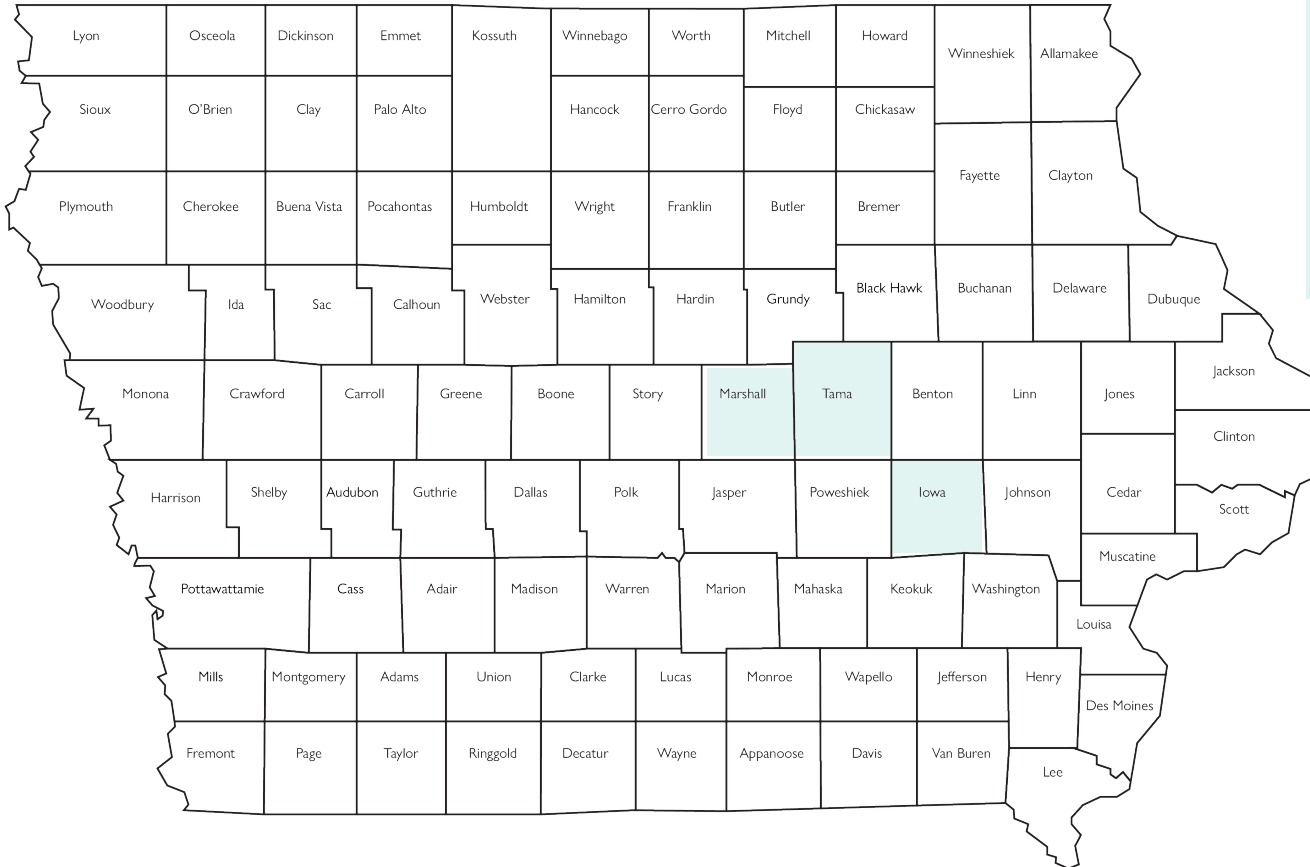 Lyon
Osceola
Dickinson
Emmet
Kossuth
Winnebago
Worth
Mitchell
Howard
Winneshiek
Allamakee
Sioux
O'Brien
Clay
Palo Alto
Hancock
Cerro Gordo
Floyd
Chickasaw
Fayette
Clayton
Plymouth
Cherokee
Buena Vista
Pocahontas
Humboldt
Wright
Franklin
Butler
Bremer
Woodbury
Ida
Sac
Calhoun
Webster
Hamilton
Hardin
Grundy
Black Hawk
Buchanan
Delaware
Dubuque
Monona
Crawford
Carroll
Greene
Boone
Story
Marshall
Tama
Benton
Linn
Jones
Jackson
Clinton
Harrison
Shelby
Audubon
Guthrie
Dallas
Polk
Jasper
Poweshiek
Iowa
Johnson
Cedar
Scott
Muscatine
Pottawattamie
Cass
Adair
Madison
Warren
Marion
Mahaska
Keokuk
Washington
Louisa
Mills
Montgomery
Adams
Union
Clarke
Lucas
Monroe
Wapello
Jefferson
Henry
Des Moines
Fremont
Page
Taylor
Ringgold
Decatur
Wayne
Appanoose
Davis
Van Buren
Lee